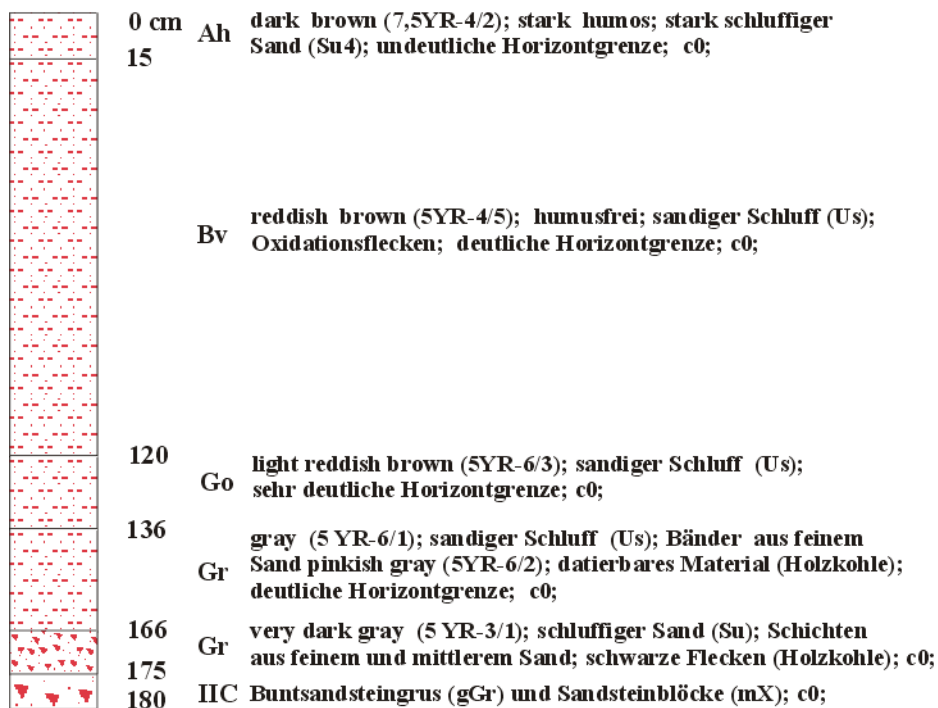 0 cm Ah dark brown (7,5YR-4/2); stark humos; stark schluffiger
Sand (Su4); undeutliche Horizontgrenze; c0;
15
Bv reddish brown (5YR-4/5); humusfrei; sandiger Schluff (Us);
Oxidationsflecken; deutliche Horizontgrenze; c0;
120
Go light reddish brown (5YR-6/3); sandiger Schluff (Us);
sehr deutliche Horizontgrenze; c0;
136
Gr gray (5 YR-6/1); sandiger Schluff (Us); Bänder aus feinem
Sand pinkish gray (5YR-6/2); datierbares Material (Holzkohle);
deutliche Horizontgrenze; c0;
166
Gr very dark gray (5 YR-3/1); schluffiger Sand (Su); Schichten
aus feinem und mittlerem Sand; schwarze Flecken (Holzkohle); c0;
175
IIC Buntsandsteingrus (gGr) und Sandsteinblöcke (mX); c0;
180